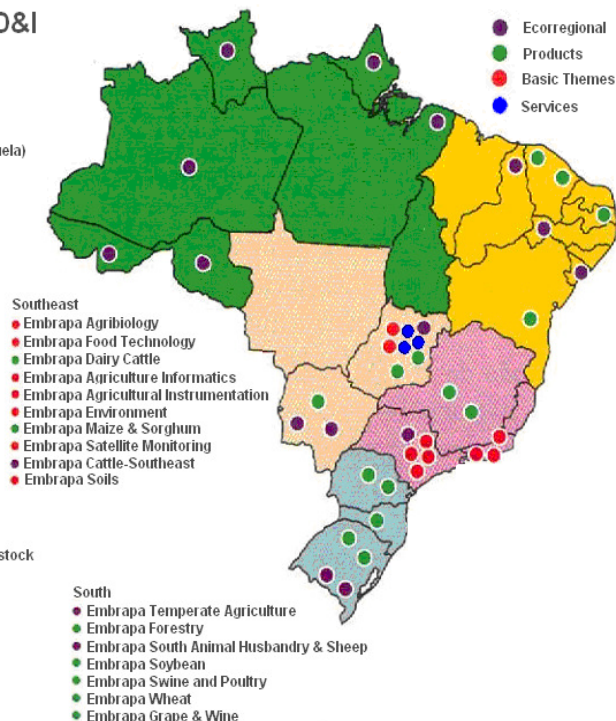 D&I
Ecorregional
Products
Basic Themes
Services
uela)
Southeast
Embrapa Agribiology
Embrapa Food Technology
Embrapa Dairy Cattle
Embrapa Agriculture Informatics
Embrapa Agricultural Instrumentation
Embrapa Environment
Embrapa Maize & Sorghum
Embrapa Satellite Monitoring
Embrapa Cattle-Southeast
Embrapa Soils
stock
South
Embrapa Temperate Agriculture
Embrapa Forestry
Embrapa South Animal Husbandry & Sheep
Embrapa Soybean
Embrapa Swine and Poultry
Embrapa Wheat
Embrapa Grape & Wine